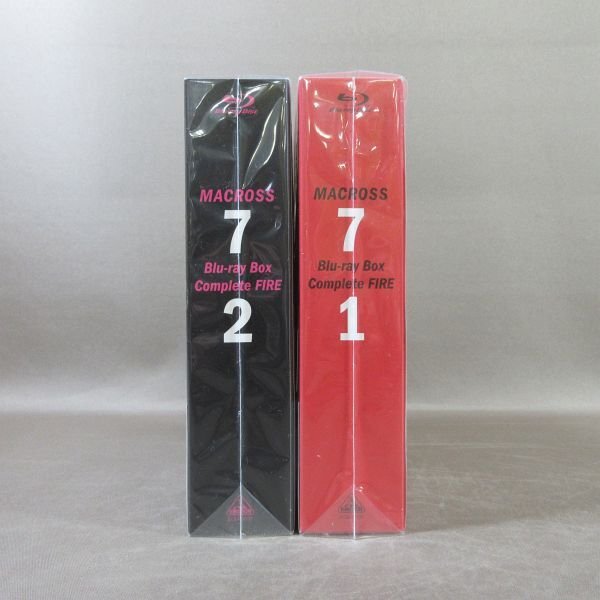 MACROSS
7
Blu-ray Box
Complete FIRE
2
MACROSS
7
Blu-ray Box
Complete FIRE
1